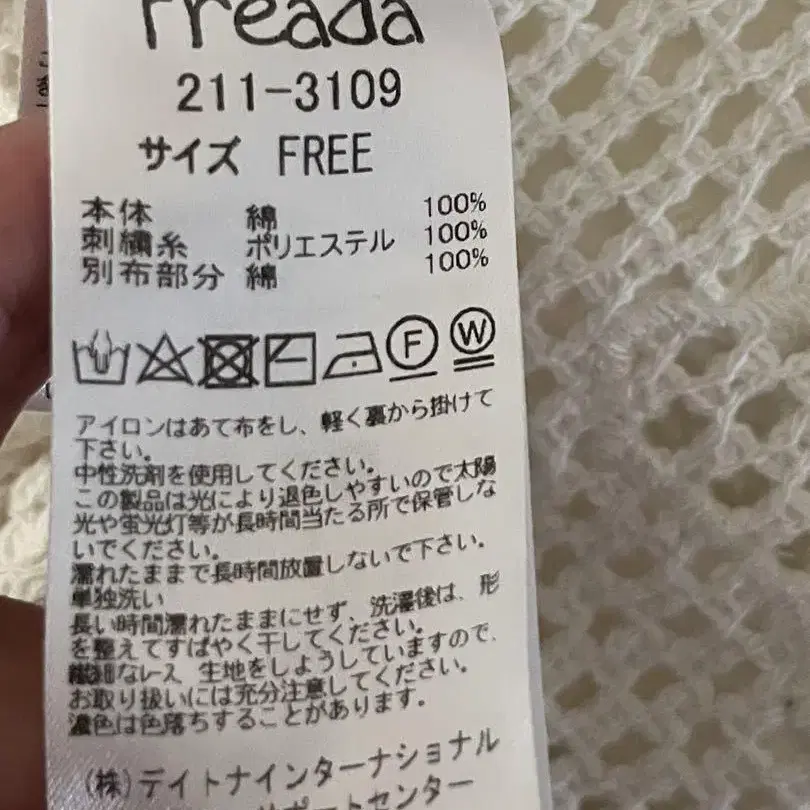 Freada
211-3109
サイズ FREE
本体 綿 100%
刺繍糸 ポリエステル 100%
別布部分 綿 100%
F W
アイロンはあて布をし、軽く裏から掛けて
下さい。
中性洗剤を使用してください。
この製品は光により退色しやすいので太陽
光や蛍光灯等が長時間当たる所で保管しな
いでください。
濡れたままで長時間放置しないで下さい。
単独洗い
長い時間濡れたままにせず、洗濯後は、形
を整えてすばやく干してください。
繊細なレース 生地をしようしていますので、
お取り扱いには充分注意してください。
濃色は色落ちすることがあります。
(株)デイトナインターナショナル
サポートセンター